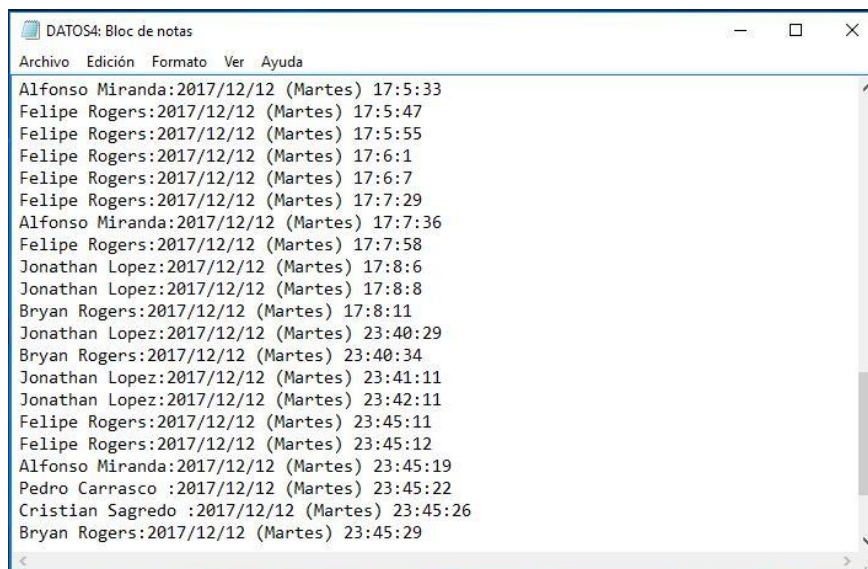 DATOS4: Bloc de notas
Archivo Edición Formato Ver Ayuda
Alfonso Miranda:2017/12/12 (Martes) 17:5:33
Felipe Rogers:2017/12/12 (Martes) 17:5:47
Felipe Rogers:2017/12/12 (Martes) 17:5:55
Felipe Rogers:2017/12/12 (Martes) 17:6:1
Felipe Rogers:2017/12/12 (Martes) 17:6:7
Felipe Rogers:2017/12/12 (Martes) 17:7:29
Alfonso Miranda:2017/12/12 (Martes) 17:7:36
Felipe Rogers:2017/12/12 (Martes) 17:7:58
Jonathan Lopez:2017/12/12 (Martes) 17:8:6
Jonathan Lopez:2017/12/12 (Martes) 17:8:8
Bryan Rogers:2017/12/12 (Martes) 17:8:11
Jonathan Lopez:2017/12/12 (Martes) 23:40:29
Bryan Rogers:2017/12/12 (Martes) 23:40:34
Jonathan Lopez:2017/12/12 (Martes) 23:41:11
Jonathan Lopez:2017/12/12 (Martes) 23:42:11
Felipe Rogers:2017/12/12 (Martes) 23:45:11
Felipe Rogers:2017/12/12 (Martes) 23:45:12
Alfonso Miranda:2017/12/12 (Martes) 23:45:19
Pedro Carrasco :2017/12/12 (Martes) 23:45:22
Cristian Sagredo :2017/12/12 (Martes) 23:45:26
Bryan Rogers:2017/12/12 (Martes) 23:45:29